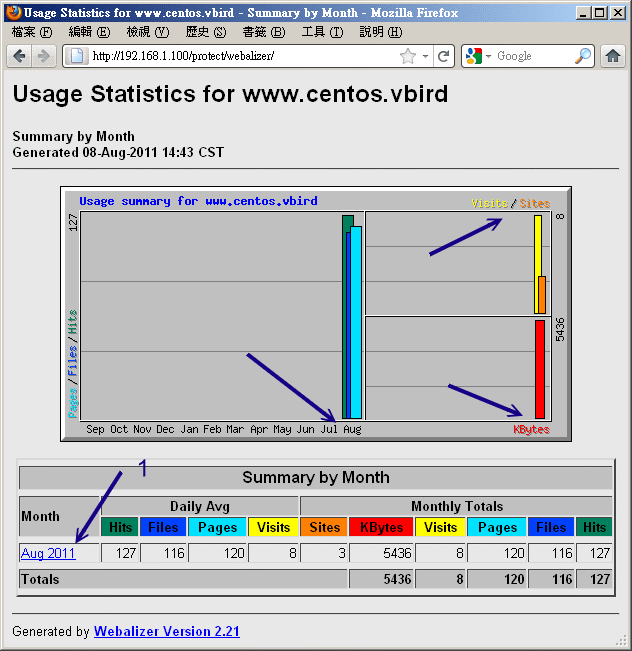 Usage Statistics for www.centos.vbird - Summary by Month - Mozilla Firefox
檔案 (F) 編輯 (E) 檢視 (V) 歷史 (S) 書籤 (B) 工具 (T) 說明 (H)
http://192.168.1.100/protect/webalizer/ Google
Usage Statistics for www.centos.vbird
Summary by Month
Generated 08-Aug-2011 14:43 CST
Usage summary for www.centos.vbird Visits / Sites
127 8
5436
Pages / Files / Hits
Sep Oct Nov Dec Jan Feb Mar Apr May Jun Jul Aug KBytes
1
Summary by Month
Month Daily Avg Monthly Totals
Hits Files Pages Visits Sites KBytes Visits Pages Files Hits
Aug 2011 127 116 120 8 3 5436 8 120 116 127
Totals 5436 8 120 116 127
Generated by Webalizer Version 2.21